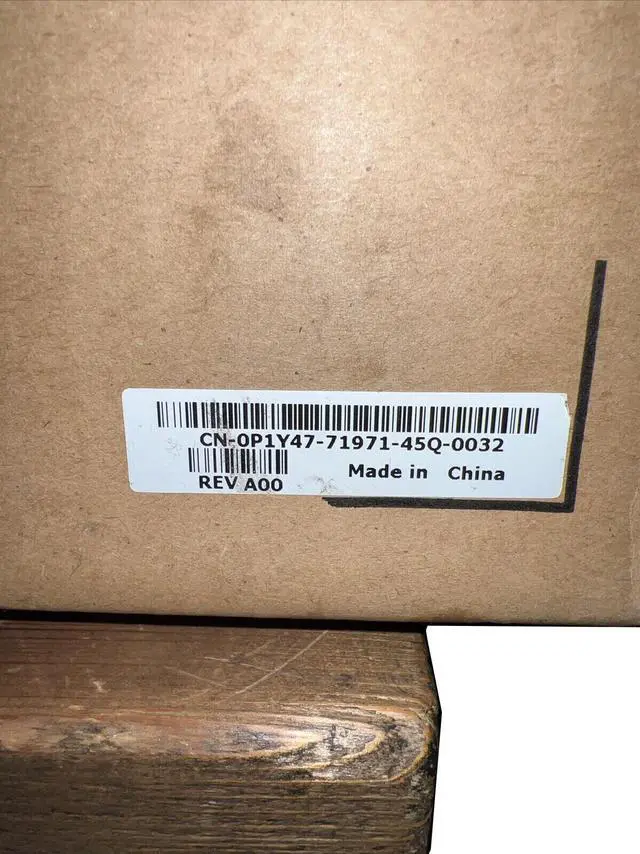 CN-0P1Y47-71971-45Q-0032
REV A00 Made in China